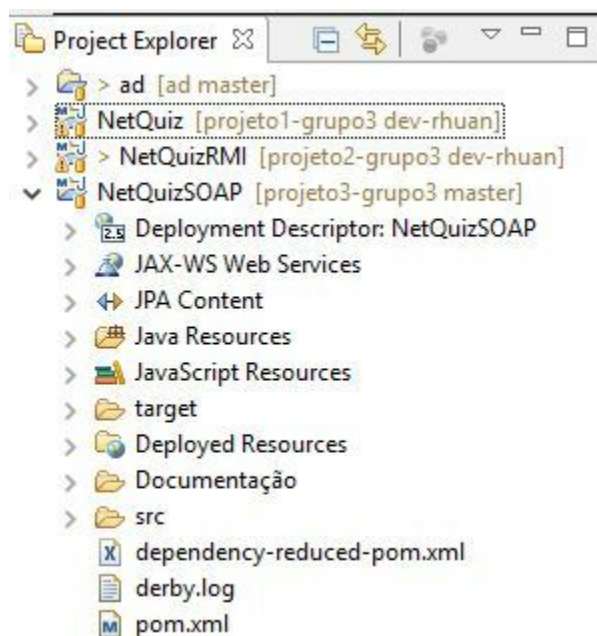 Project Explorer
> ad [ad master]
NetQuiz [projeto1-grupo3 dev-rhuan]
> NetQuizRMI [projeto2-grupo3 dev-rhuan]
NetQuizSOAP [projeto3-grupo3 master]
2.5 Deployment Descriptor: NetQuizSOAP
JAX-WS Web Services
JPA Content
Java Resources
JavaScript Resources
target
Deployed Resources
Documentação
src
X dependency-reduced-pom.xml
derby.log
M pom.xml